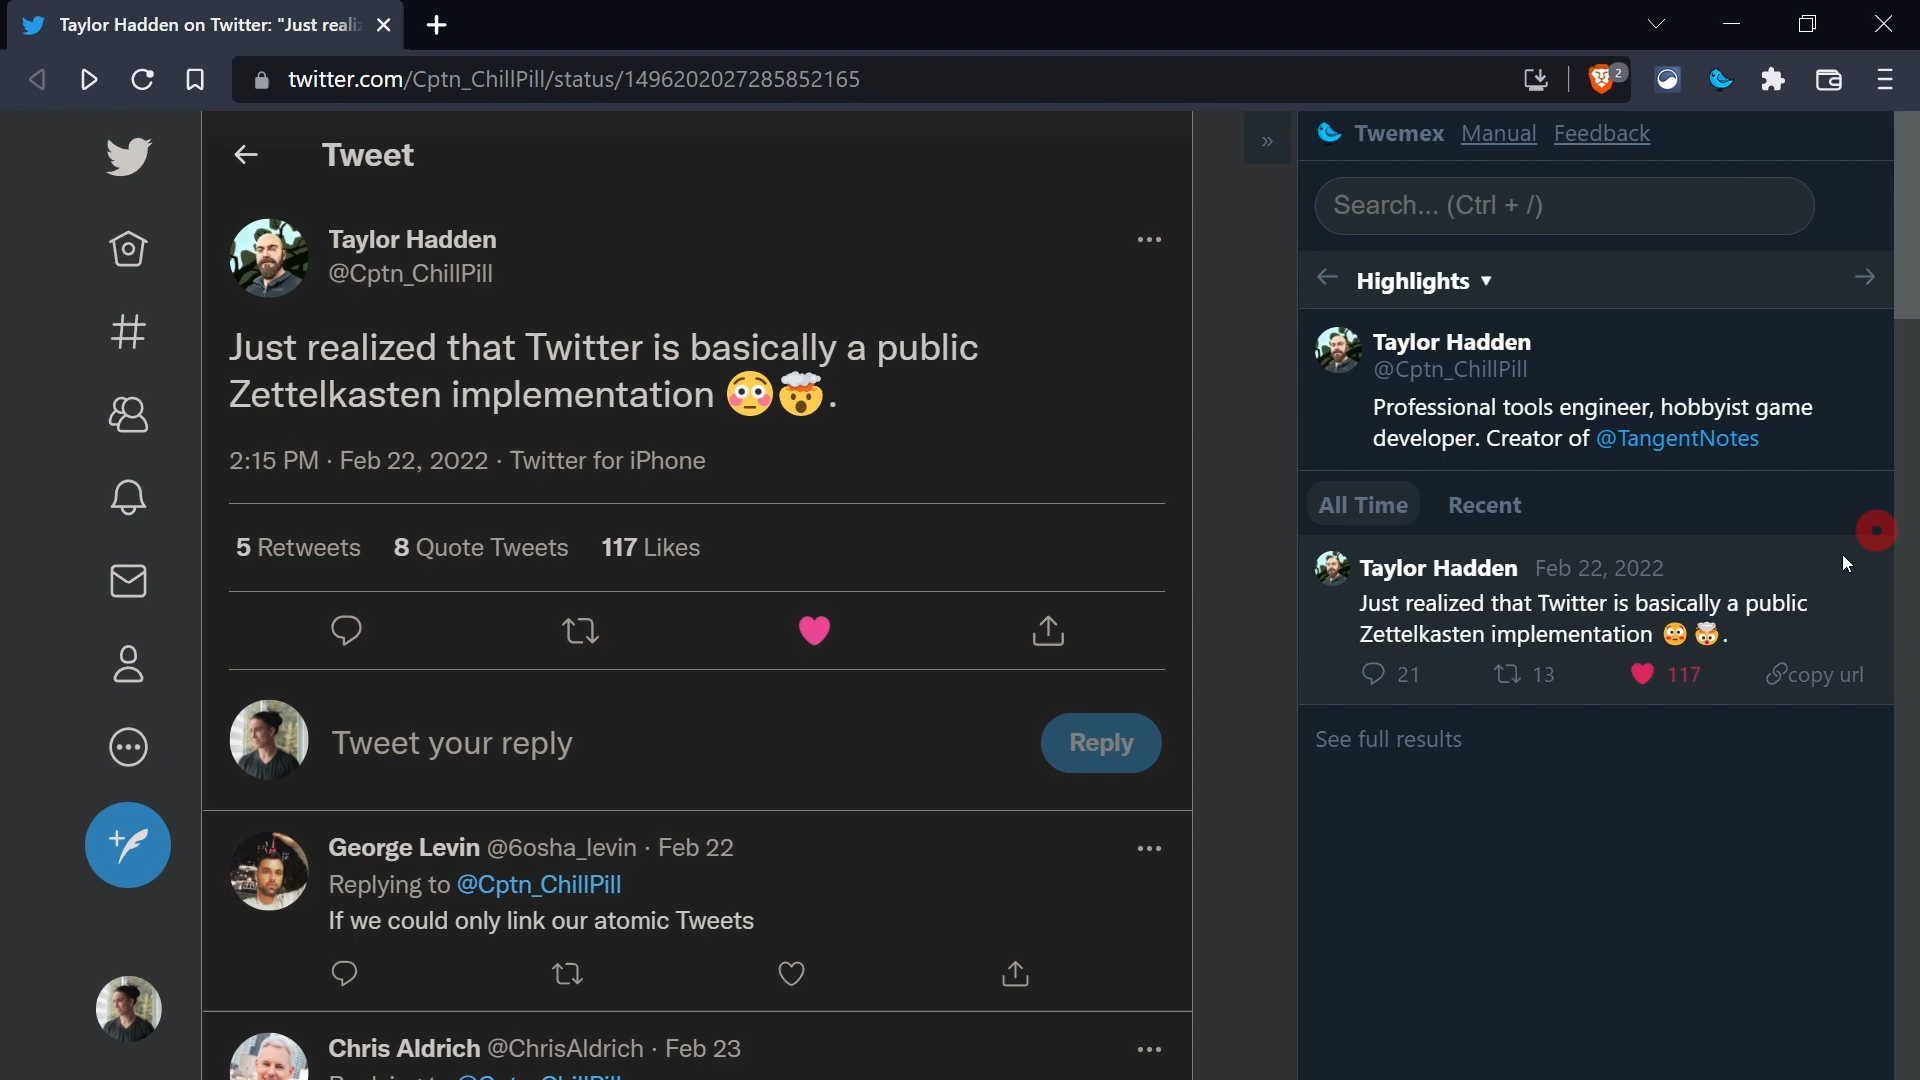 Taylor Hadden on Twitter: "Just reali
twitter.com/Cptn_ChillPill/status/1496202027285852165
2
Tweet
Taylor Hadden
@Cptn_ChillPill
Just realized that Twitter is basically a public
Zettelkasten implementation 😳🤯.
2:15 PM · Feb 22, 2022 · Twitter for iPhone
5 Retweets 8 Quote Tweets 117 Likes
Tweet your reply
Reply
George Levin @6osha_levin · Feb 22
Replying to @Cptn_ChillPill
If we could only link our atomic Tweets
Chris Aldrich @ChrisAldrich · Feb 23
»
Twemex Manual Feedback
Search... (Ctrl + /)
← Highlights ▾ →
Taylor Hadden
@Cptn_ChillPill
Professional tools engineer, hobbyist game
developer. Creator of @TangentNotes
All Time Recent
Taylor Hadden Feb 22, 2022
Just realized that Twitter is basically a public
Zettelkasten implementation 😳🤯.
21 13 117 copy url
See full results